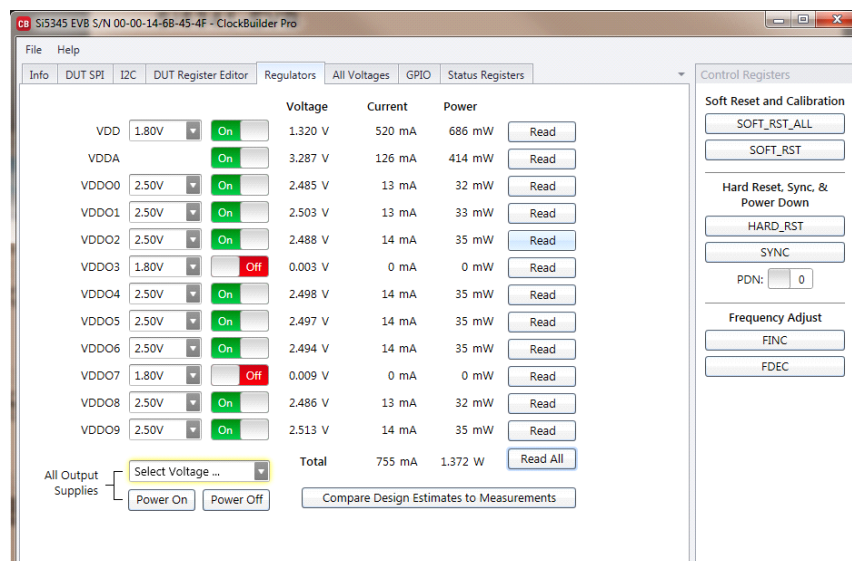 CB Si5345 EVB S/N 00-00-14-6B-45-4F - ClockBuilder Pro
File Help
Info DUT SPI I2C DUT Register Editor Regulators All Voltages GPIO Status Registers
Control Registers
Voltage Current Power
VDD 1.80V On 1.320 V 520 mA 686 mW Read
VDDA On 3.287 V 126 mA 414 mW Read
VDDO0 2.50V On 2.485 V 13 mA 32 mW Read
VDDO1 2.50V On 2.503 V 13 mA 33 mW Read
VDDO2 2.50V On 2.488 V 14 mA 35 mW Read
VDDO3 1.80V Off 0.003 V 0 mA 0 mW Read
VDDO4 2.50V On 2.498 V 14 mA 35 mW Read
VDDO5 2.50V On 2.497 V 14 mA 35 mW Read
VDDO6 2.50V On 2.494 V 14 mA 35 mW Read
VDDO7 1.80V Off 0.009 V 0 mA 0 mW Read
VDDO8 2.50V On 2.486 V 13 mA 32 mW Read
VDDO9 2.50V On 2.513 V 14 mA 35 mW Read
Total 755 mA 1.372 W Read All
All Output
Supplies
Select Voltage ...
Power On Power Off
Compare Design Estimates to Measurements
Soft Reset and Calibration
SOFT_RST_ALL
SOFT_RST
Hard Reset, Sync, &
Power Down
HARD_RST
SYNC
PDN: 0
Frequency Adjust
FINC
FDEC